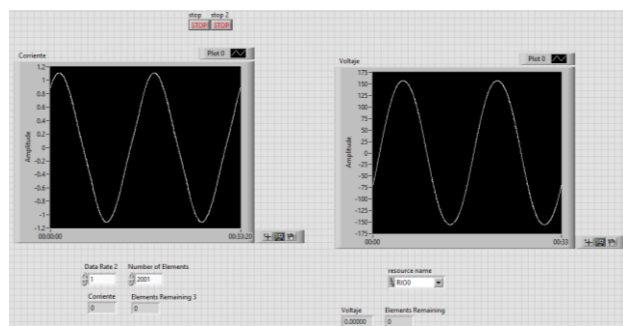 stop stop 2
STOP STOP
Corriente
Plot 0
1.2
1
0.8
0.6
0.4
0.2
0
-0.2
-0.4
-0.6
-0.8
-1
-1.2
Amplitude
00:00:00
00:33:20
Voltaje
Plot 0
175
150
125
100
75
50
25
0
-25
-50
-75
-100
-125
-150
-175
Amplitude
00:00
00:33
Data Rate 2
Number of Elements
1
2001
Corriente
Elements Remaining 3
0
0
resource name
RIO0
Voltaje
Elements Remaining
0.00000
0